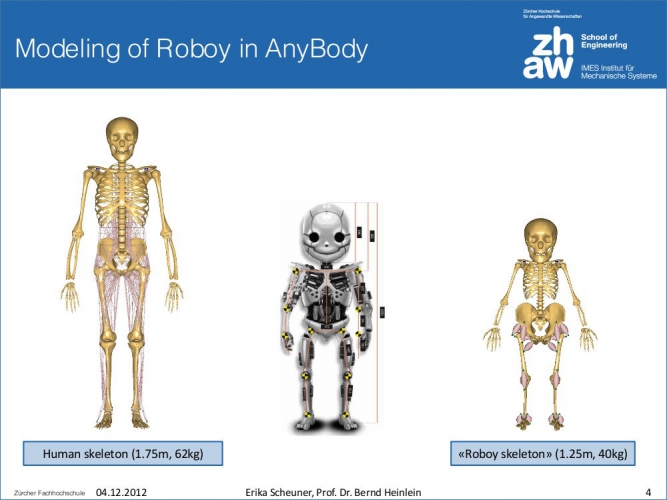 Zürcher Hochschule
für Angewandte Wissenschaften
Modeling of Roboy in AnyBody
zh
aw
School of
Engineering
IMES Institut für
Mechanische Systeme
Human skeleton (1.75m, 62kg)
«Roboy skeleton» (1.25m, 40kg)
Zürcher Fachhochschule
04.12.2012
Erika Scheuner, Prof. Dr. Bernd Heinlein
4